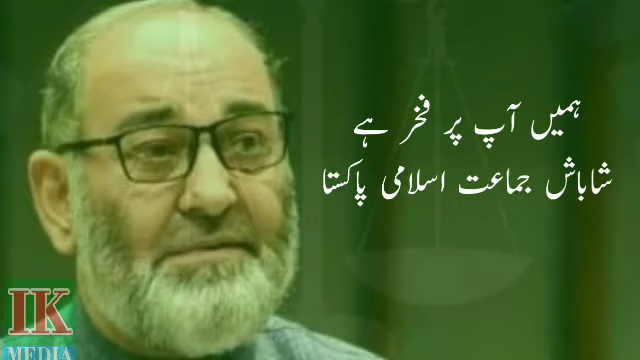 ہمیں آپ پر فخر ہے
شاباش جماعت اسلامی پاکستا
IK
MEDIA